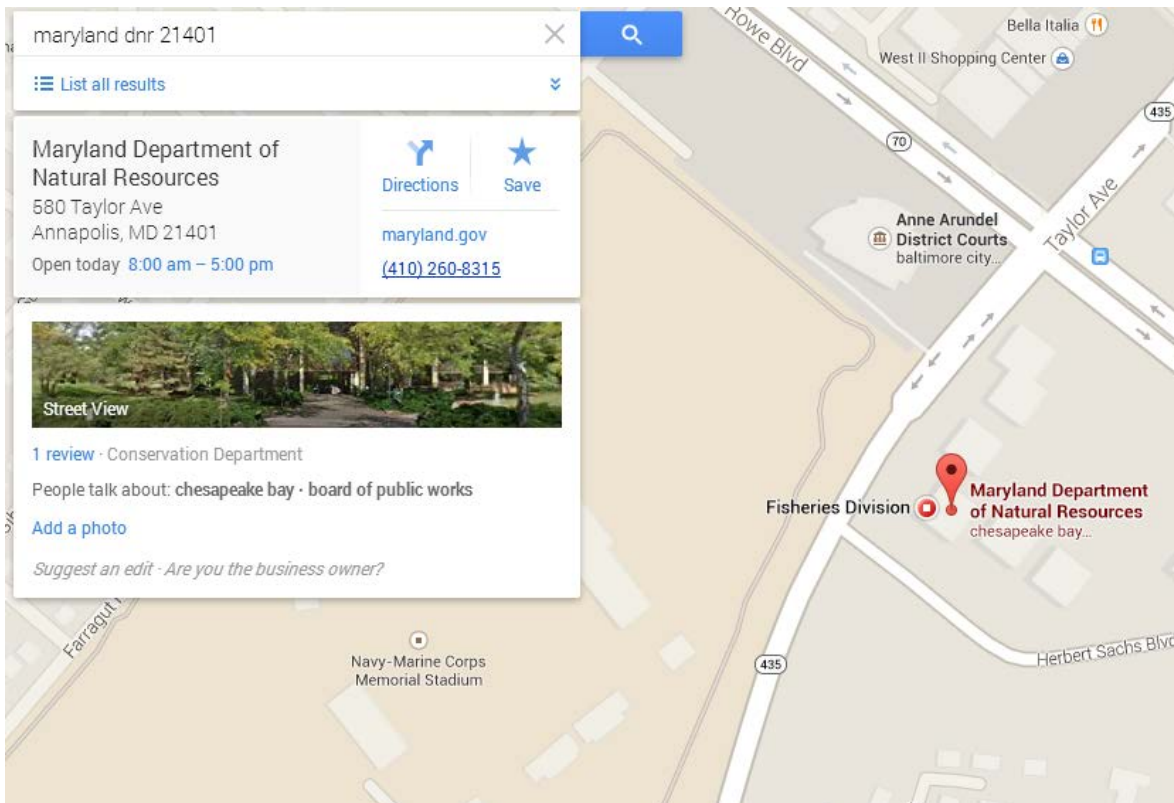 maryland dnr 21401
List all results
Maryland Department of
Natural Resources
580 Taylor Ave
Annapolis, MD 21401
Open today 8:00 am – 5:00 pm
Directions
Save
maryland.gov
(410) 260-8315
Street View
1 review · Conservation Department
People talk about: chesapeake bay · board of public works
Add a photo
Suggest an edit · Are you the business owner?
Rowe Blvd
Bella Italia
West II Shopping Center
435
70
Taylor Ave
Anne Arundel
District Courts
baltimore city...
Fisheries Division
Maryland Department
of Natural Resources
chesapeake bay...
Navy-Marine Corps
Memorial Stadium
435
Herbert Sachs Blvd
Farragut